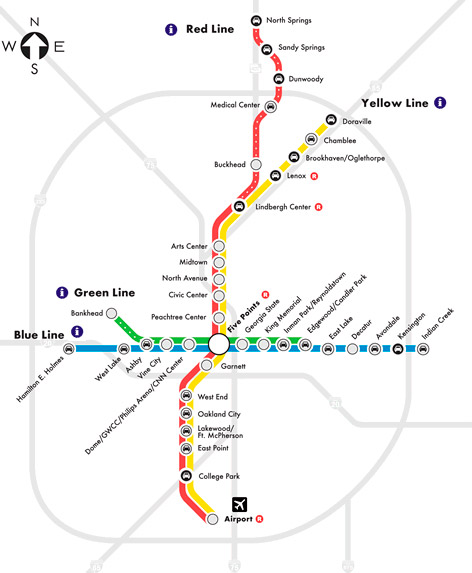 N
North Springs
Red Line
W E
Sandy Springs
S
Dunwoody
Medical Center
Yellow Line
Doraville
Chamblee
Brookhaven/Oglethorpe
Buckhead
Lenox R
Lindbergh Center R
Arts Center
Midtown
North Avenue
Green Line
Civic Center
Bankhead
Peachtree Center
Five Points R
Georgia State
King Memorial
Inman Park/Reynoldstown
Edgewood/Candler Park
Blue Line
Hamilton E. Holmes
West Lake
Ashby
Vine City
Dome/GWCC/Philips Arena/CNN Center
East Lake
Decatur
Avondale
Kensington
Indian Creek
Garnett
West End
Oakland City
Lakewood/
Ft. McPherson
East Point
College Park
Airport R